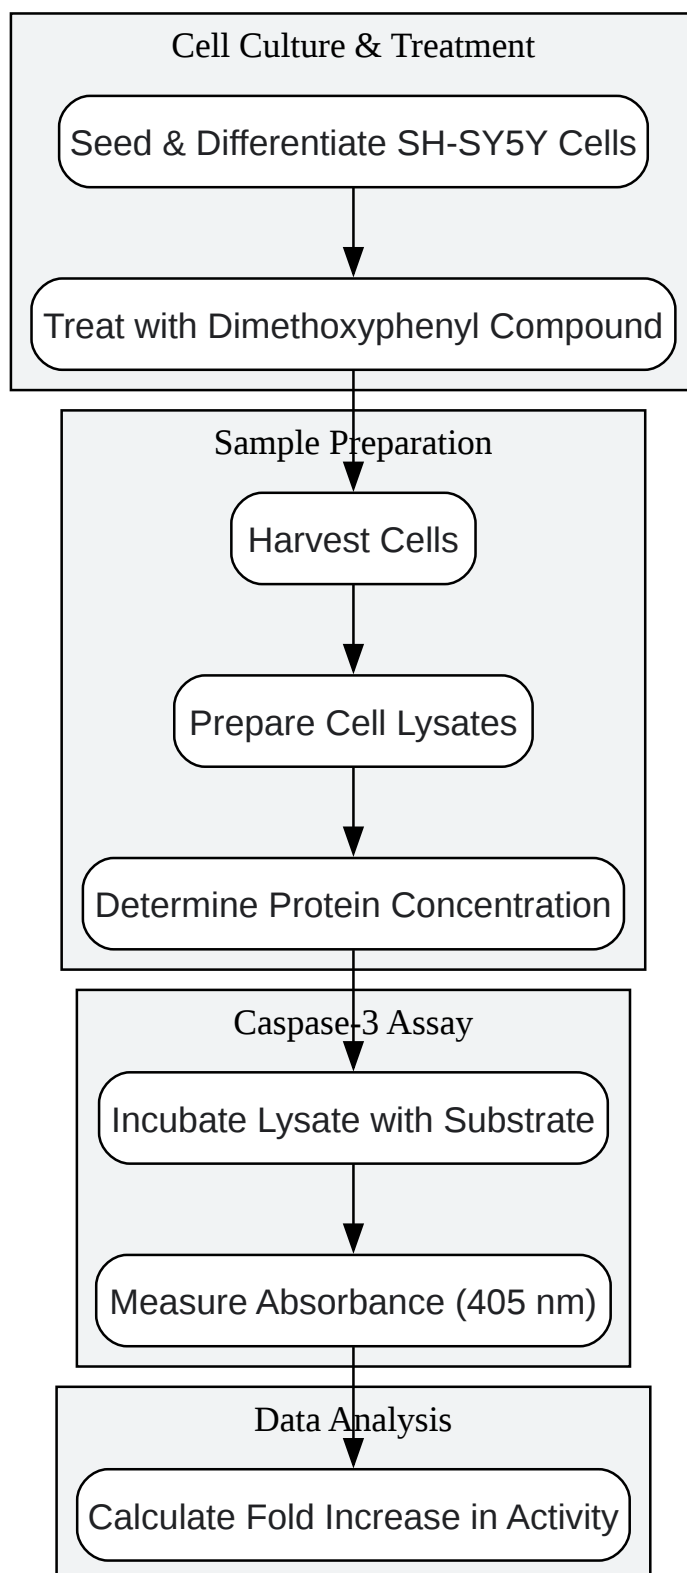 Cell Culture & Treatment
Seed & Differentiate SH-SY5Y Cells
Treat with Dimethoxyphenyl Compound
Sample Preparation
Harvest Cells
Prepare Cell Lysates
Determine Protein Concentration
Caspase-3 Assay
Incubate Lysate with Substrate
Measure Absorbance (405 nm)
Data Analysis
Calculate Fold Increase in Activity